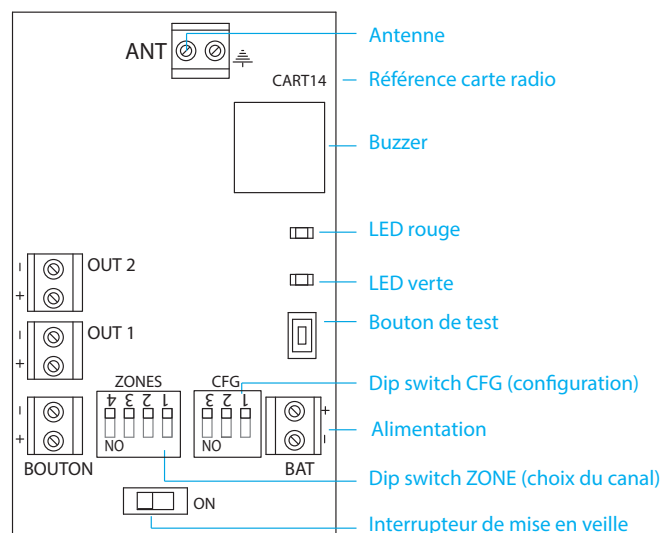 Antenne
ANT
CART14
Référence carte radio
Buzzer
LED rouge
OUT 2
-
+
LED verte
Bouton de test
OUT 1
-
+
ZONES
CFG
Dip switch CFG (configuration)
4 3 2 1
3 2 1
-
+
+
-
Alimentation
NO
NO
BOUTON
BAT
Dip switch ZONE (choix du canal)
ON
Interrupteur de mise en veille